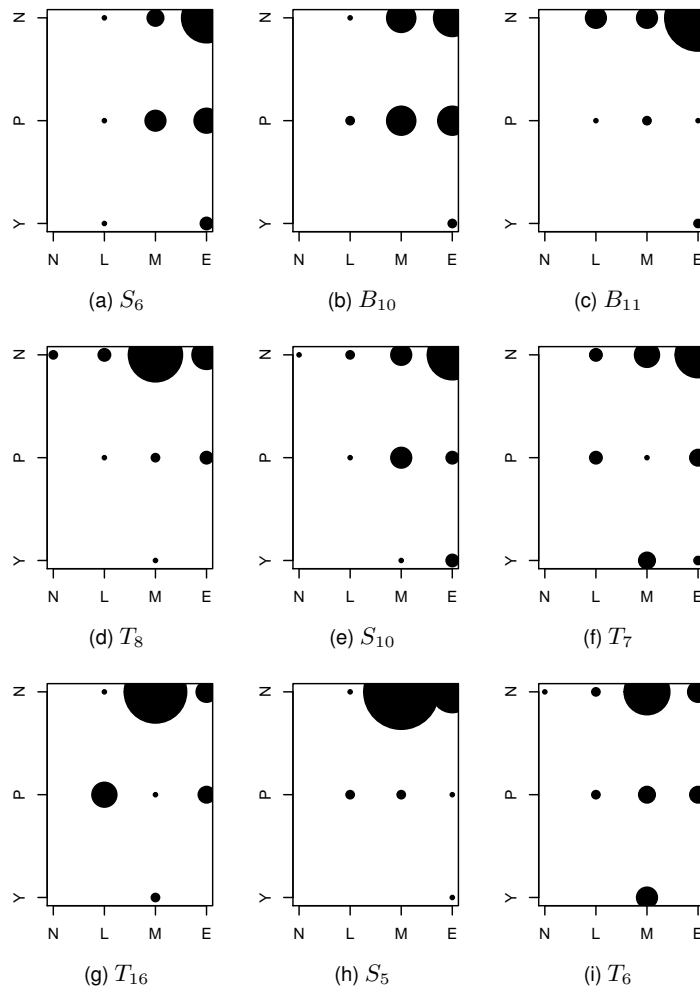 N
P
Y
N L M E
(a) S₆
N
P
Y
N L M E
(b) B₁₀
N
P
Y
N L M E
(c) B₁₁
N
P
Y
N L M E
(d) T₈
N
P
Y
N L M E
(e) S₁₀
N
P
Y
N L M E
(f) T₇
N
P
Y
N L M E
(g) T₁₆
N
P
Y
N L M E
(h) S₅
N
P
Y
N L M E
(i) T₆